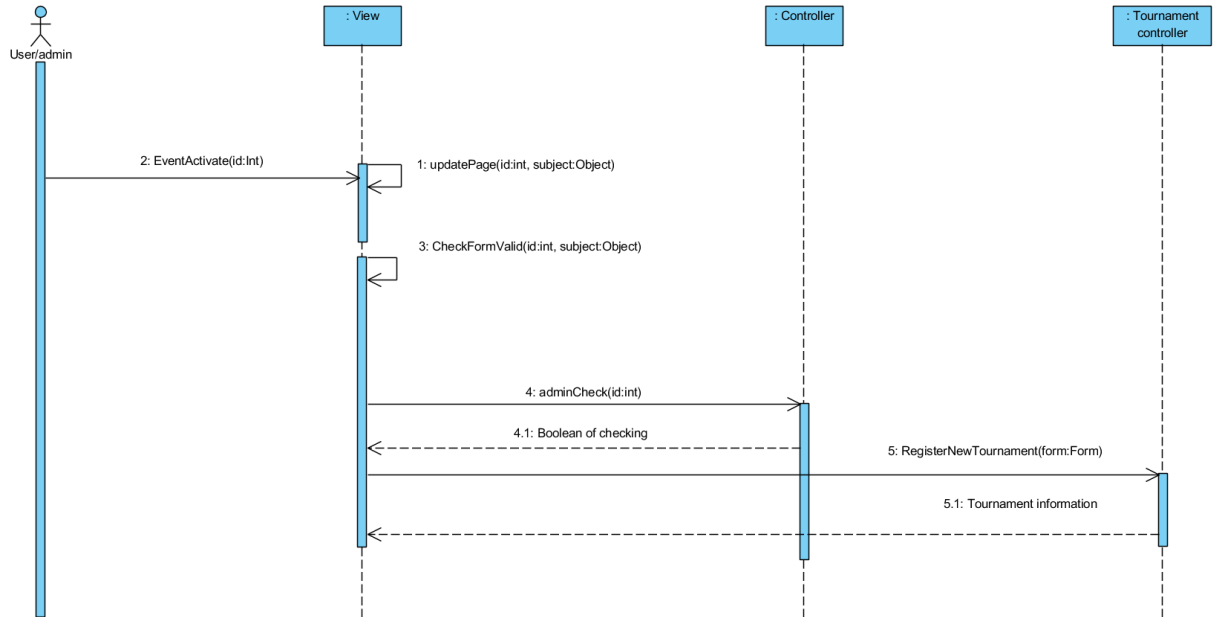 User/admin
: View
: Controller
: Tournament
controller
2: EventActivate(id:Int)
1: updatePage(id:int, subject:Object)
3: CheckFormValid(id:int, subject:Object)
4: adminCheck(id:int)
4.1: Boolean of checking
5: RegisterNewTournament(form:Form)
5.1: Tournament information